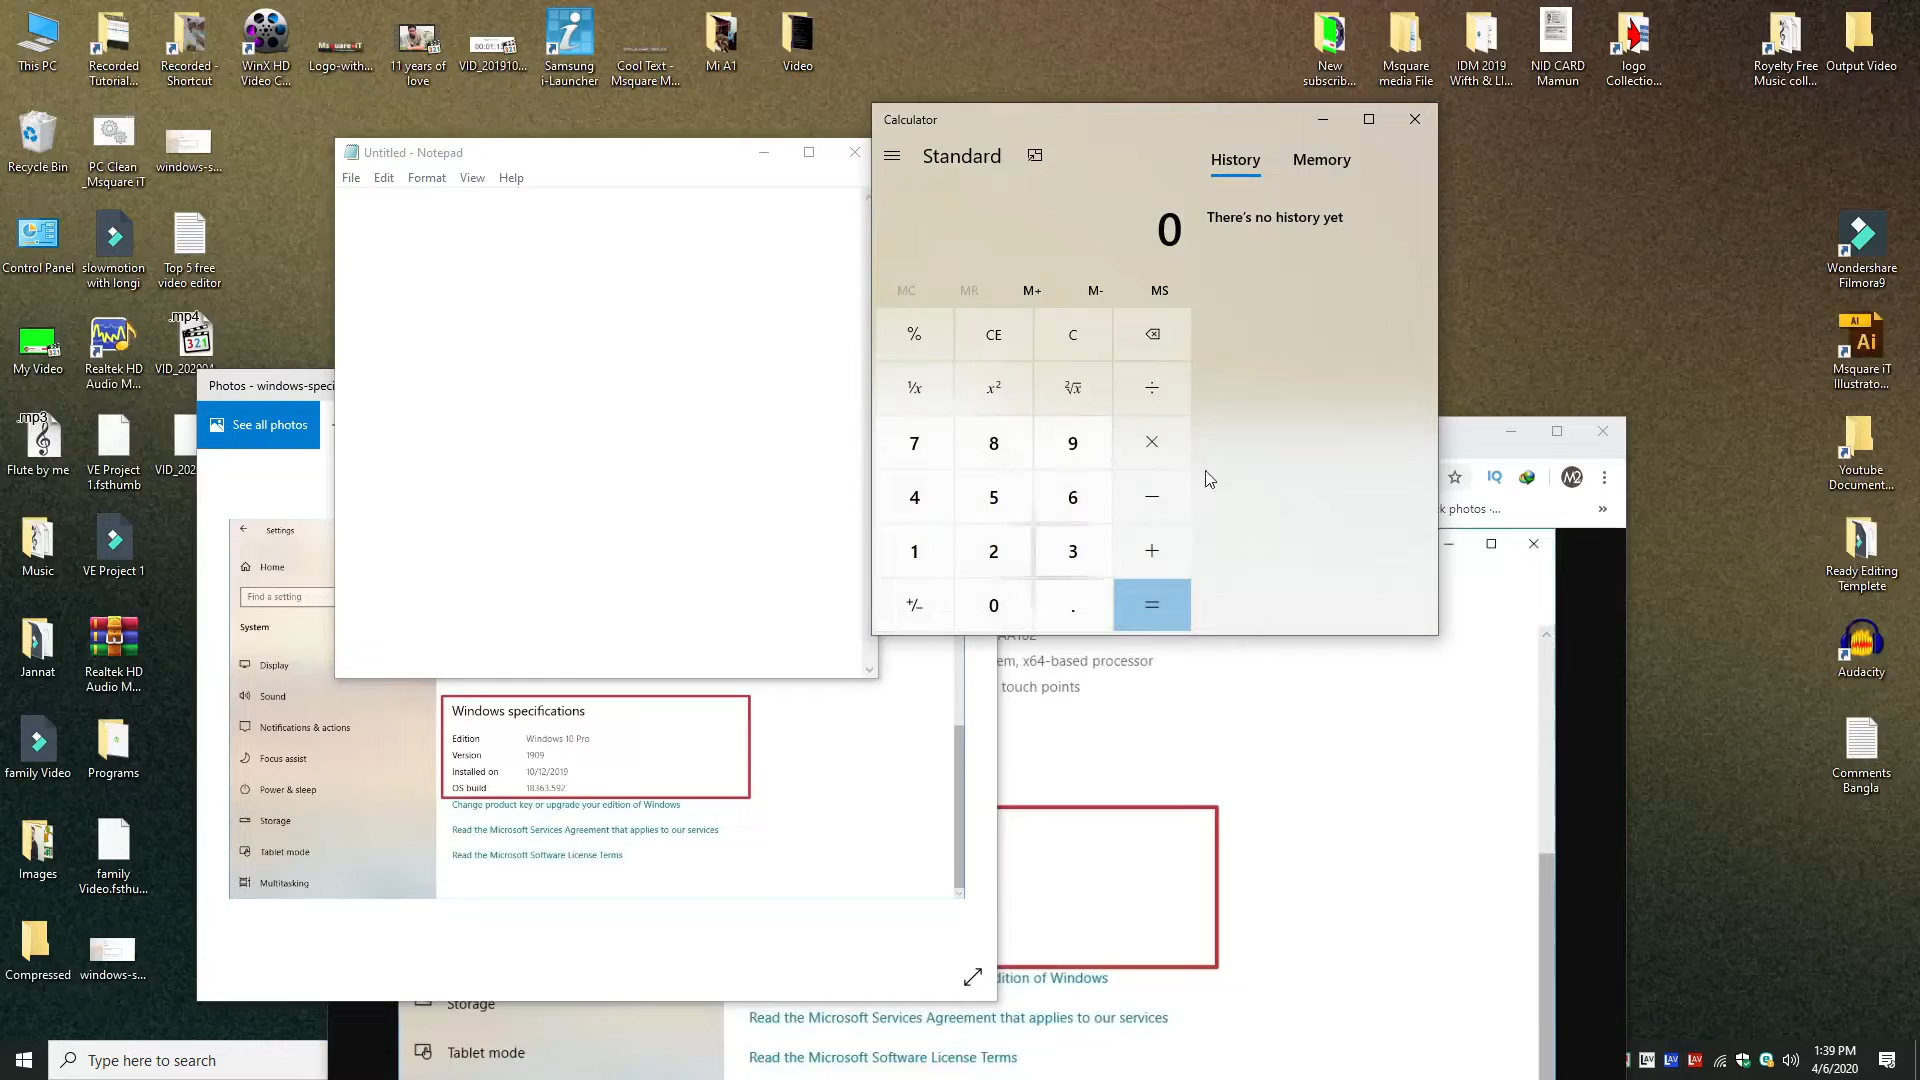 This PC
Recorded
Tutorial...
Recorded -
Shortcut
WinX HD
Video C...
Logo-with...
11 years of
love
VID_201910...
Samsung
i-Launcher
Cool Text -
Msquare M...
Mi A1
Video
New
subscrib...
Msquare
media File
IDM 2019
Wifth & LI...
NID CARD
Mamun
logo
Collectio...
Royelty Free
Music coll...
Output Video
Recycle Bin
PC Clean
_Msquare iT
windows-s...
Control Panel
slowmotion
with longi
Top 5 free
video editor
My Video
Realtek HD
Audio M...
.mp4
321
VID_202004
.mp3
Flute by me
VE Project
1.fsthumb
VID_202
Music
VE Project 1
Jannat
Realtek HD
Audio M...
family Video
Programs
Images
family
Video.fsthu...
Compressed
windows-s...
Wondershare
Filmora9
Ai
Ai
Msquare iT
Illustrato...
Youtube
Document...
Ready Editing
Templete
Audacity
Comments
Bangla
Untitled - Notepad
File Edit Format View Help
Calculator
Standard
History Memory
0
There's no history yet
MC MR M+ M- MS
% CE C
¹/x x² ²√x ÷
7 8 9 ×
4 5 6 −
1 2 3 +
+/− 0 . =
Photos - windows-speci
See all photos
Settings
Home
Find a setting
System
Display
Sound
Notifications & actions
Focus assist
Power & sleep
Storage
Tablet mode
Multitasking
Windows specifications
Edition Windows 10 Pro
Version 1909
Installed on 10/12/2019
OS build 18363.592
Change product key or upgrade your edition of Windows
Read the Microsoft Services Agreement that applies to our services
Read the Microsoft Software License Terms
IQ
M2
k photos -...
»
em, x64-based processor
touch points
dition of Windows
Storage
Read the Microsoft Services Agreement that applies to our services
Tablet mode
Read the Microsoft Software License Terms
Type here to search
LAV LAV LAV
1:39 PM
4/6/2020